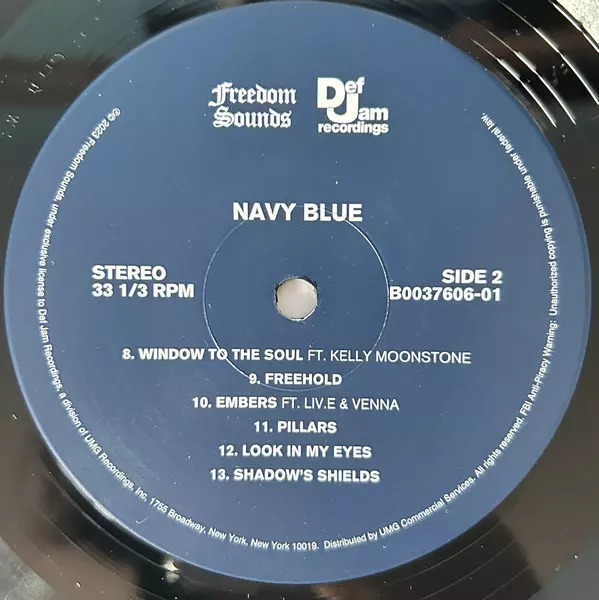 Freedom
Sounds
Def
Jam
recordings
NAVY BLUE
STEREO
33 1/3 RPM
SIDE 2
B0037606-01
8. WINDOW TO THE SOUL FT. KELLY MOONSTONE
9. FREEHOLD
10. EMBERS FT. LIV.E & VENNA
11. PILLARS
12. LOOK IN MY EYES
13. SHADOW'S SHIELDS
℗© 2023 Freedom Sounds, under exclusive license to Def Jam Recordings, a division of UMG Recordings, Inc. 1755 Broadway, New York, New York 10019. Distributed by UMG Commercial Services. All rights reserved. FBI Anti-Piracy Warning: Unauthorized copying is punishable under federal law.